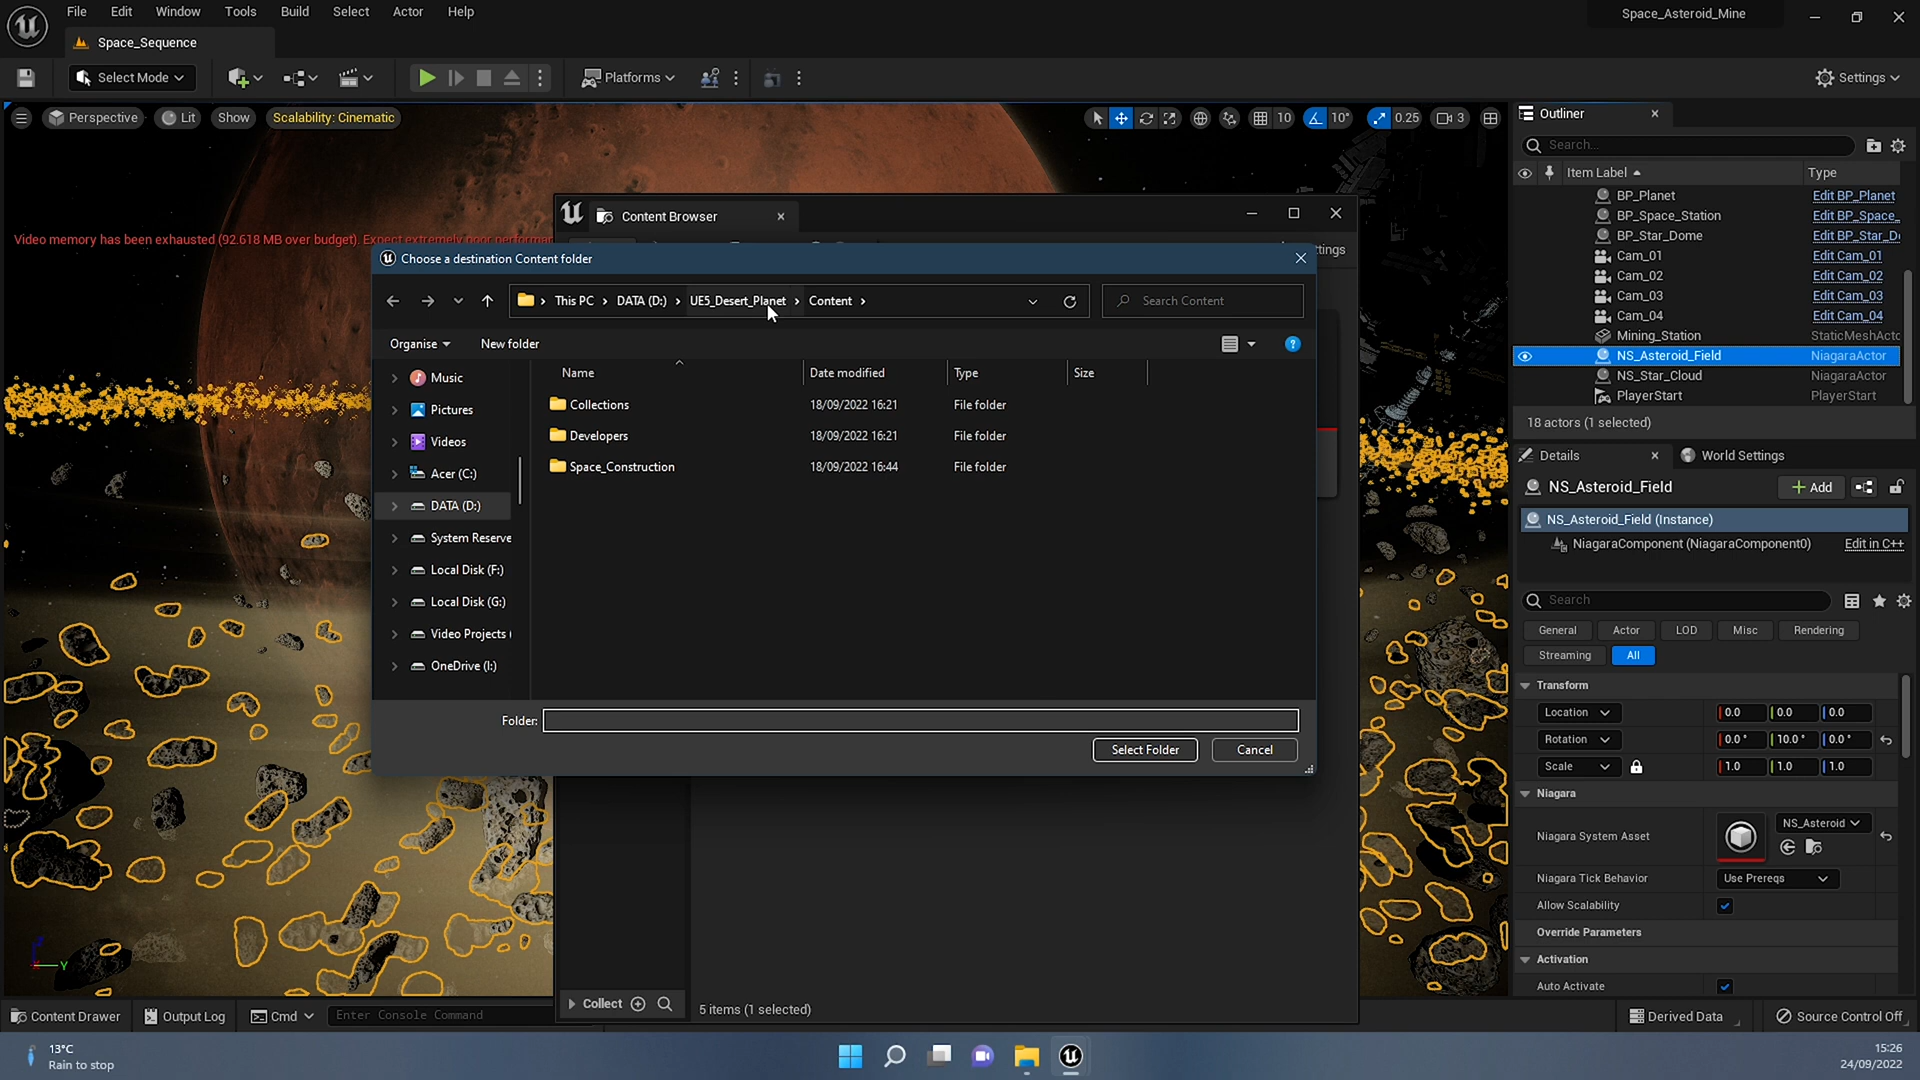 File Edit Window Tools Build Select Actor Help
Space_Asteroid_Mine
Space_Sequence
Select Mode
Platforms
Settings
Perspective Lit Show Scalability: Cinematic
10 10° 0.25 3
Outliner
Search...
Item Label Type
BP_Planet Edit BP_Planet
BP_Space_Station Edit BP_Space_
BP_Star_Dome Edit BP_Star_D
Cam_01 Edit Cam_01
Cam_02 Edit Cam_02
Cam_03 Edit Cam_03
Cam_04 Edit Cam_04
Mining_Station StaticMeshActo
NS_Asteroid_Field NiagaraActor
NS_Star_Cloud NiagaraActor
PlayerStart PlayerStart
18 actors (1 selected)
Video memory has been exhausted (92.618 MB over budget). Expect extremely poor performan
Content Browser
ttings
Choose a destination Content folder
This PC DATA (D:) UE5_Desert_Planet Content
Search Content
Organise New folder
Music
Pictures
Videos
Acer (C:)
DATA (D:)
System Reserve
Local Disk (F:)
Local Disk (G:)
Video Projects (
OneDrive (I:)
Name Date modified Type Size
Collections 18/09/2022 16:21 File folder
Developers 18/09/2022 16:21 File folder
Space_Construction 18/09/2022 16:44 File folder
Folder:
Select Folder Cancel
Collect
5 items (1 selected)
Details World Settings
NS_Asteroid_Field
Add
NS_Asteroid_Field (Instance)
NiagaraComponent (NiagaraComponent0) Edit in C++
Search
General Actor LOD Misc Rendering
Streaming All
Transform
Location 0.0 0.0 0.0
Rotation 0.0° 10.0° 0.0°
Scale 1.0 1.0 1.0
Niagara
Niagara System Asset NS_Asteroid
Niagara Tick Behavior Use Prereqs
Allow Scalability
Override Parameters
Activation
Auto Activate
Content Drawer Output Log Cmd Enter Console Command
Derived Data Source Control Off
13°C
Rain to stop
15:26
24/09/2022